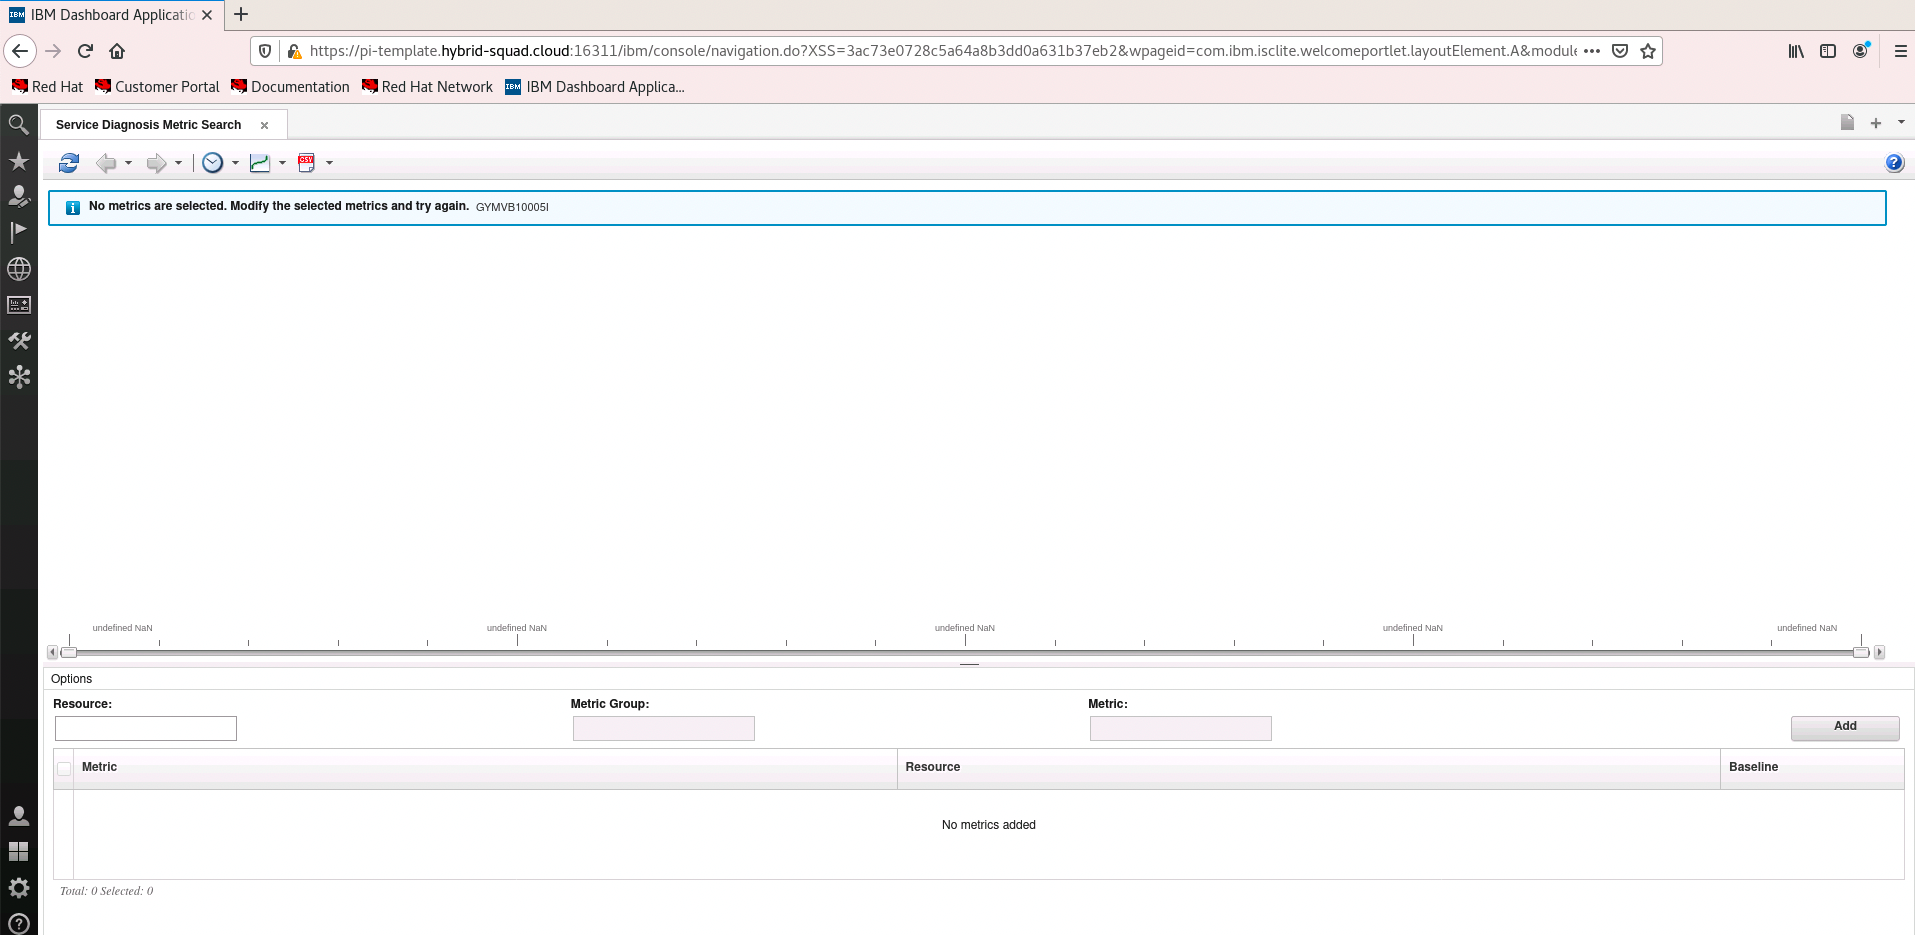 IBM IBM Dashboard Applicatio
https://pi-template.hybrid-squad.cloud:16311/ibm/console/navigation.do?XSS=3ac73e0728c5a64a8b3dd0a631b37eb2&wpageid=com.ibm.isclite.welcomeportlet.layoutElement.A&module
Red Hat Customer Portal Documentation Red Hat Network IBM IBM Dashboard Applica...
Service Diagnosis Metric Search
CSV
No metrics are selected. Modify the selected metrics and try again. GYMVB10005I
undefined NaN undefined NaN undefined NaN undefined NaN undefined NaN
Options
Resource: Metric Group: Metric:
Add
Metric Resource Baseline
No metrics added
Total: 0 Selected: 0